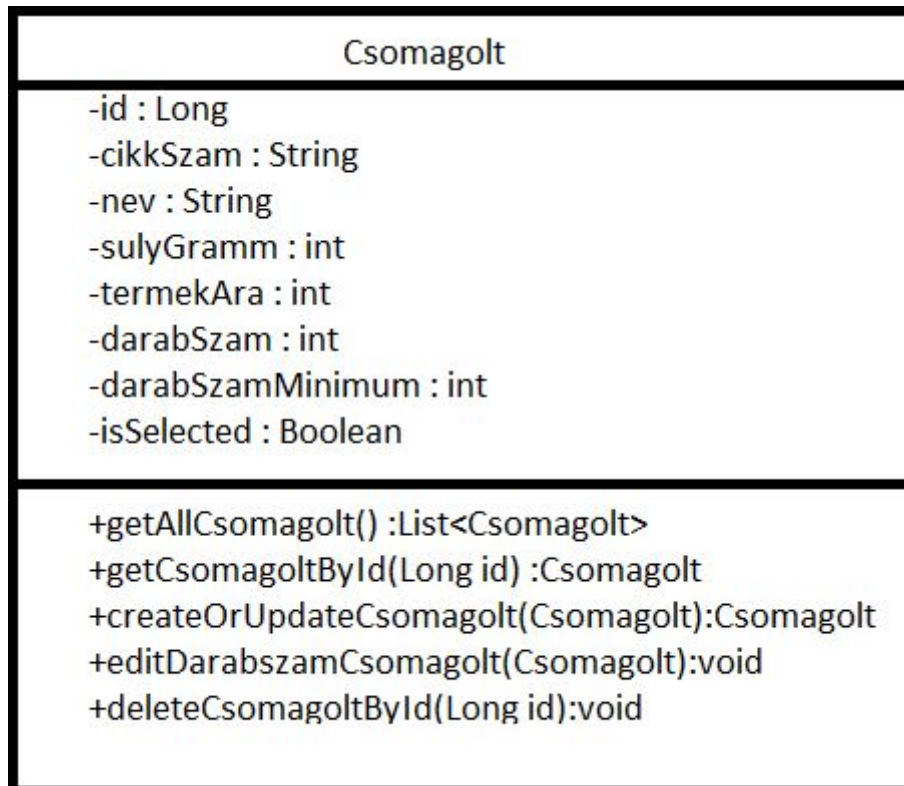 Csomagolt
-id : Long
-cikkSzam : String
-nev : String
-sulyGramm : int
-termekAra : int
-darabSzam : int
-darabSzamMinimum : int
-isSelected : Boolean
+getAllCsomagolt() :List<Csomagolt>
+getCsomagoltById(Long id) :Csomagolt
+createOrUpdateCsomagolt(Csomagolt):Csomagolt
+editDarabszamCsomagolt(Csomagolt):void
+deleteCsomagoltById(Long id):void